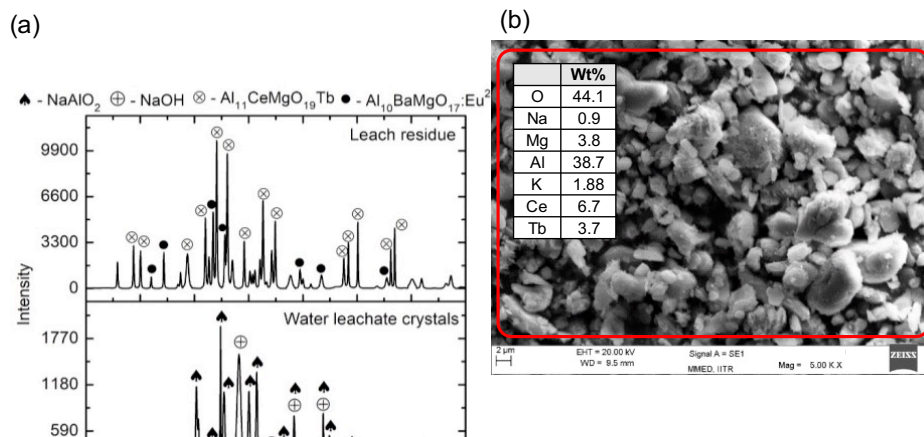 (a)
♠ - NaAlO₂ ⊕ - NaOH ⊗ - Al₁₁CeMgO₁₉Tb ● - Al₁₀BaMgO₁₇:Eu²
Leach residue
9900
6600
3300
0
Intensity
Water leachate crystals
1770
1180
590
(b)
Wt%
O 44.1
Na 0.9
Mg 3.8
Al 38.7
K 1.88
Ce 6.7
Tb 3.7
2 µm
EHT = 20.00 kV
WD = 9.5 mm
Signal A = SE1
MMED, IITR
Mag = 5.00 K X
ZEISS